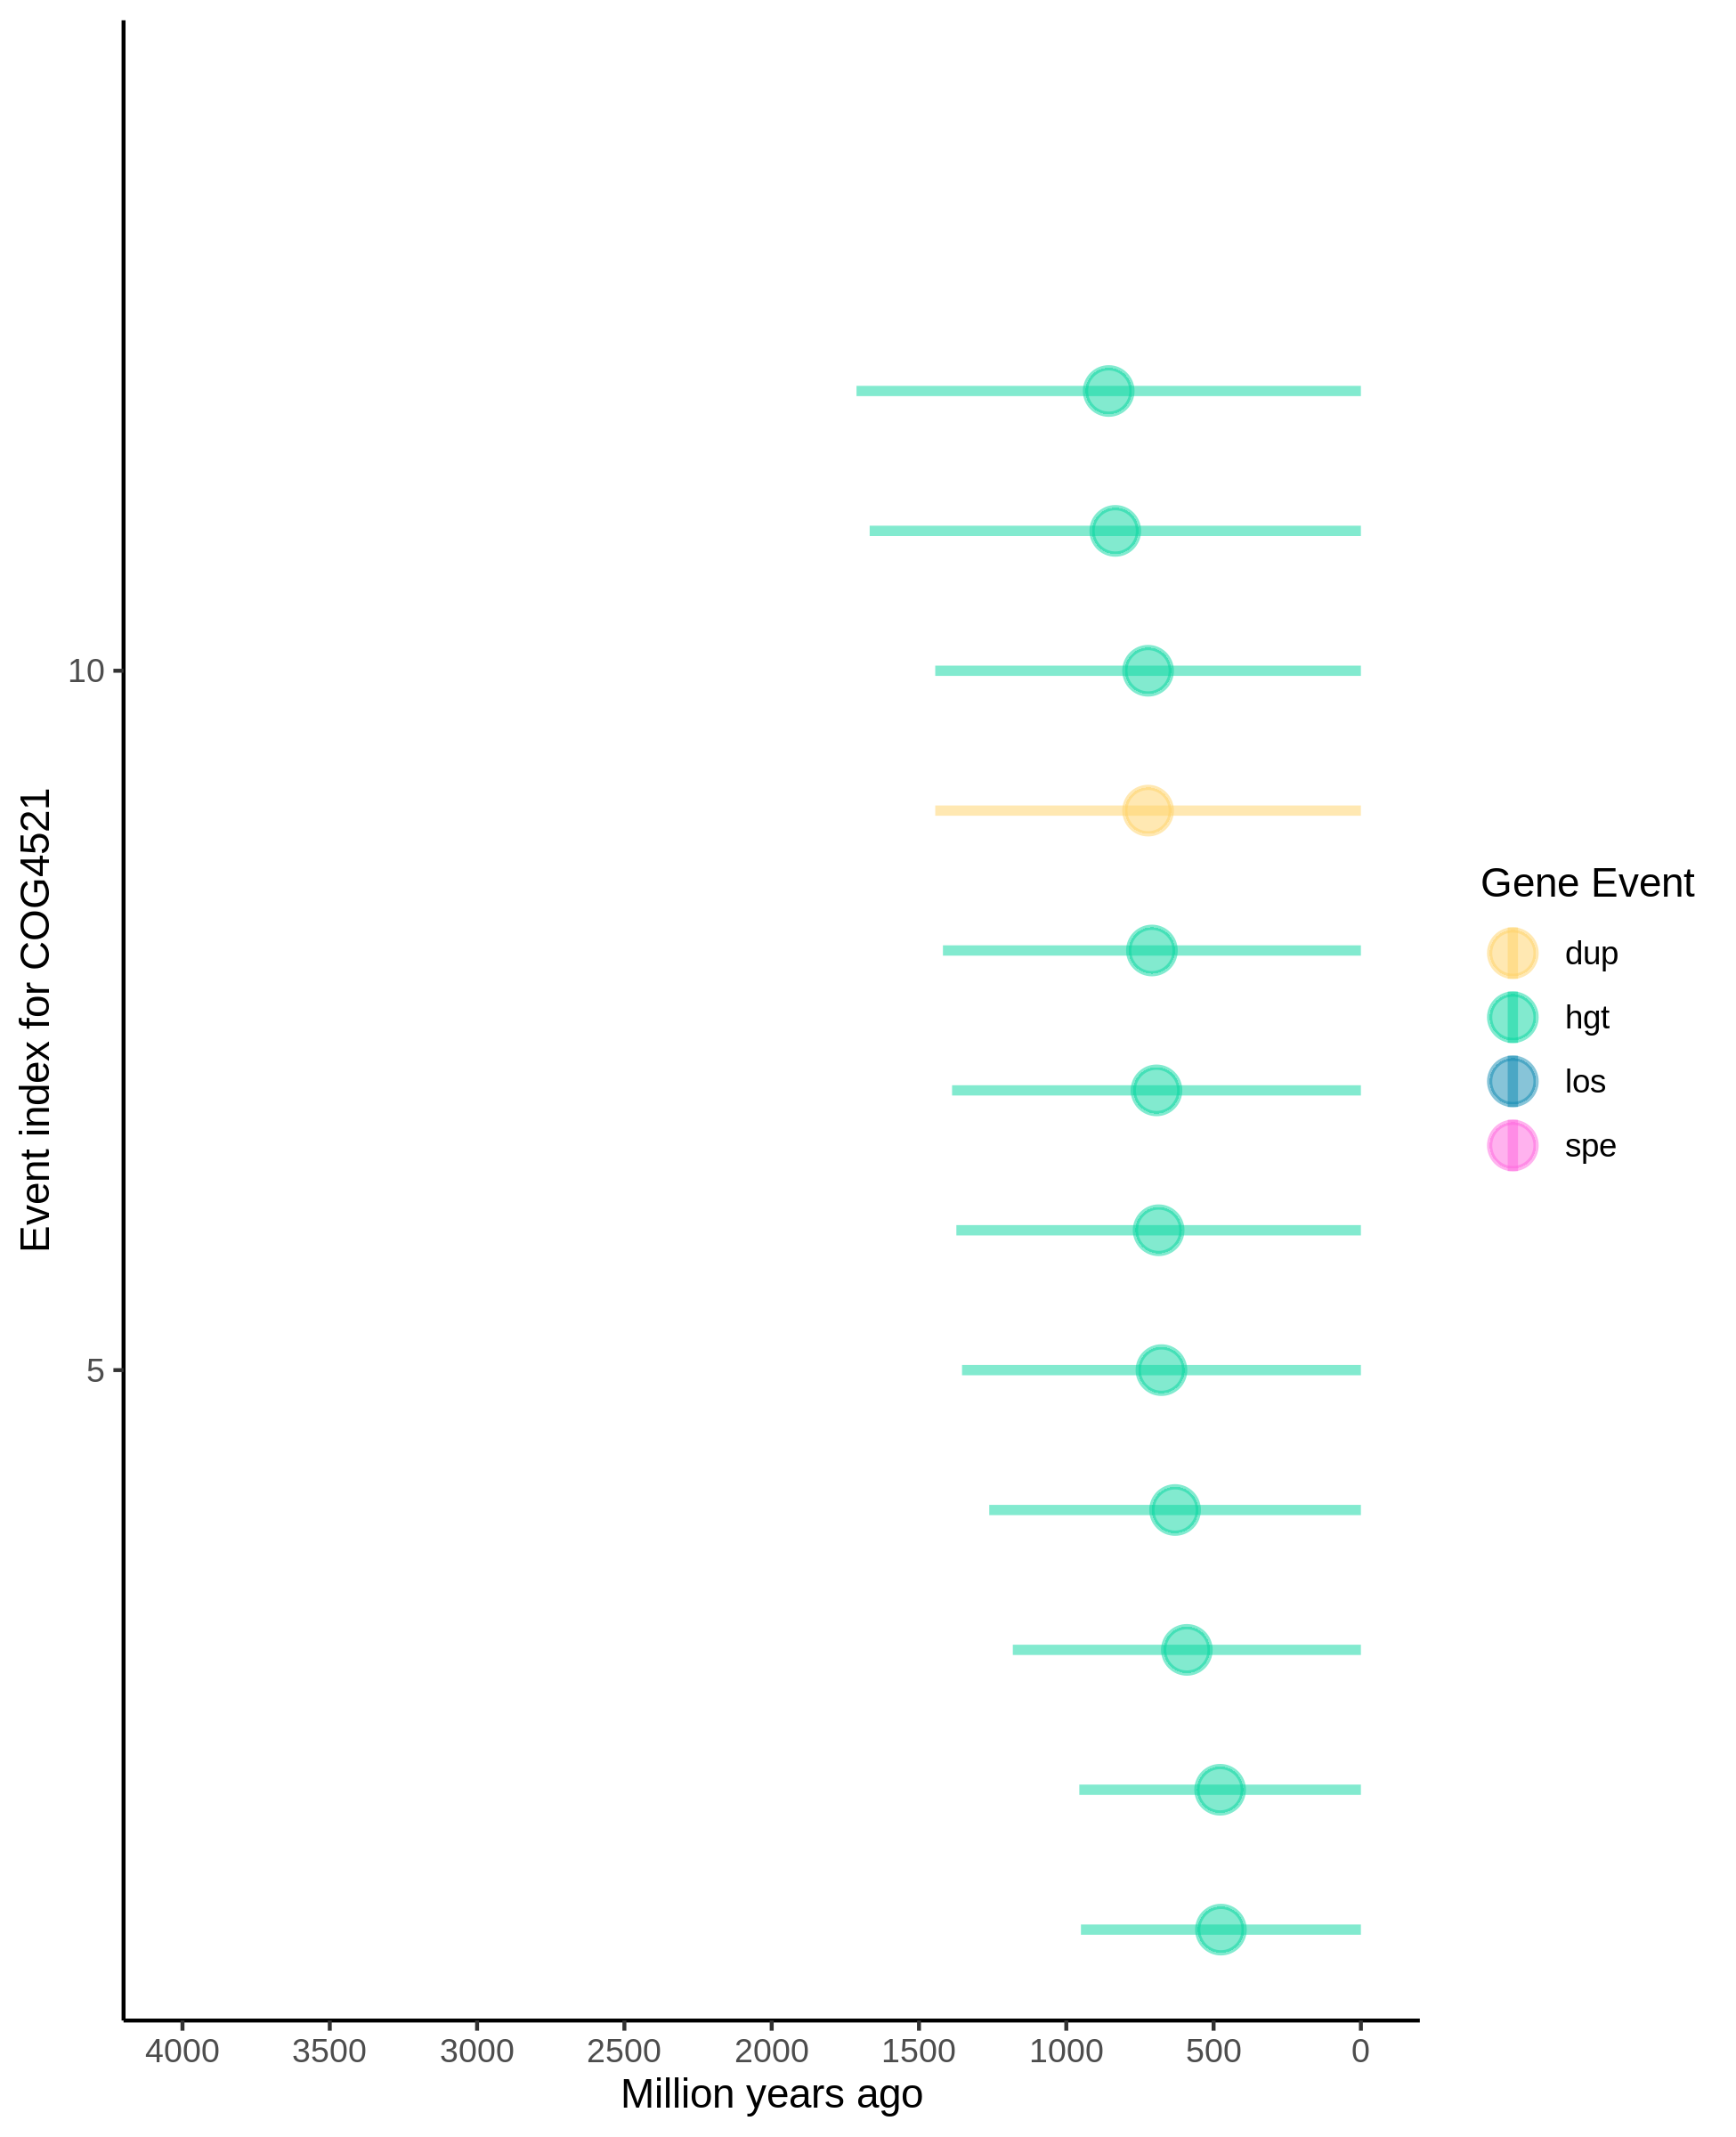 10
5
Event index for COG4521
4000 3500 3000 2500 2000 1500 1000 500 0
Million years ago
Gene Event
dup
hgt
los
spe